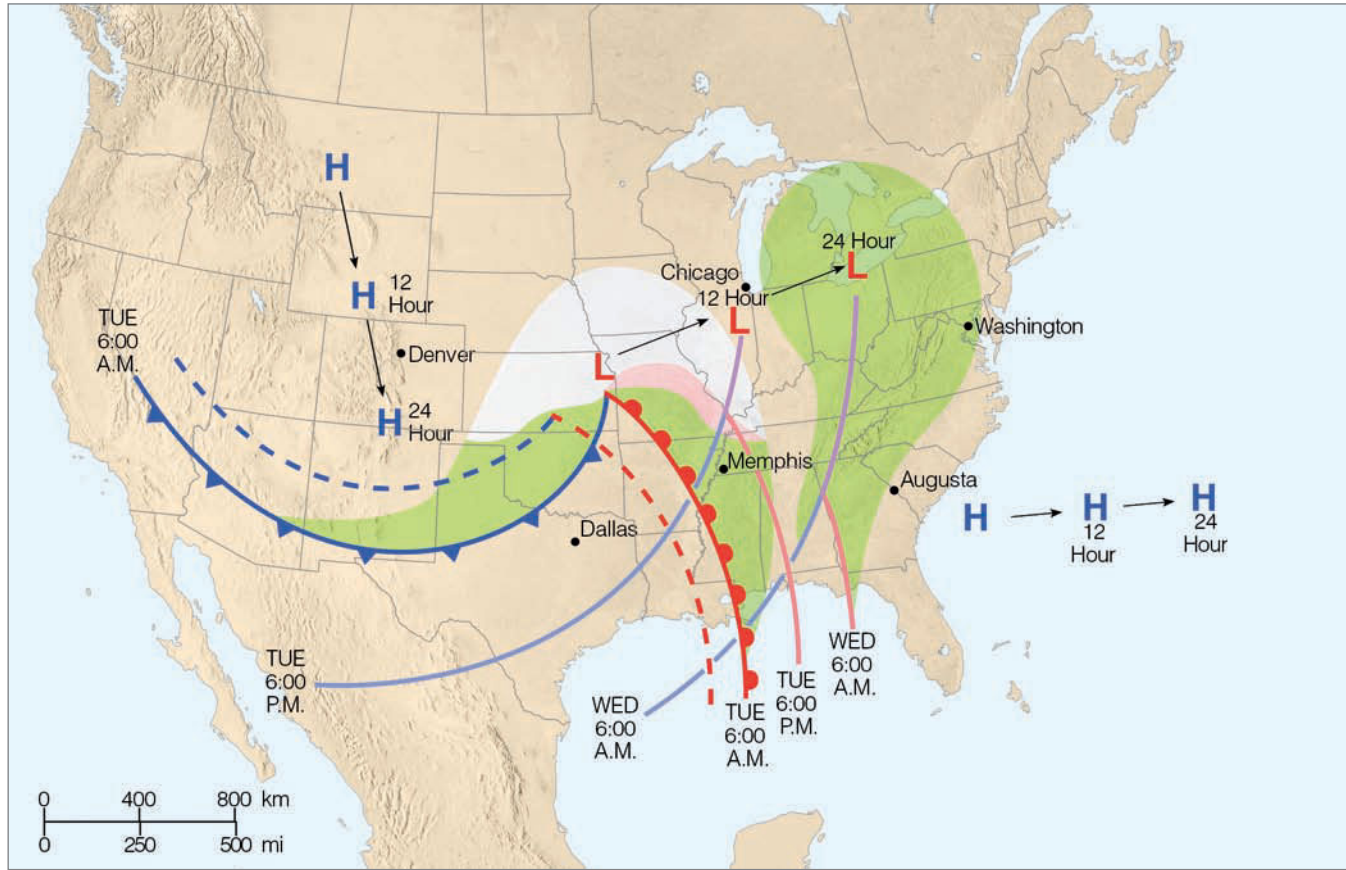 H
H
12
Hour
H
24
Hour
TUE
6:00
A.M.
Denver
L
Chicago
12 Hour
L
24 Hour
L
Washington
Memphis
Augusta
Dallas
H
H
12
Hour
H
24
Hour
TUE
6:00
P.M.
WED
6:00
A.M.
TUE
6:00
A.M.
TUE
6:00
P.M.
WED
6:00
A.M.
0 400 800 km
0 250 500 mi